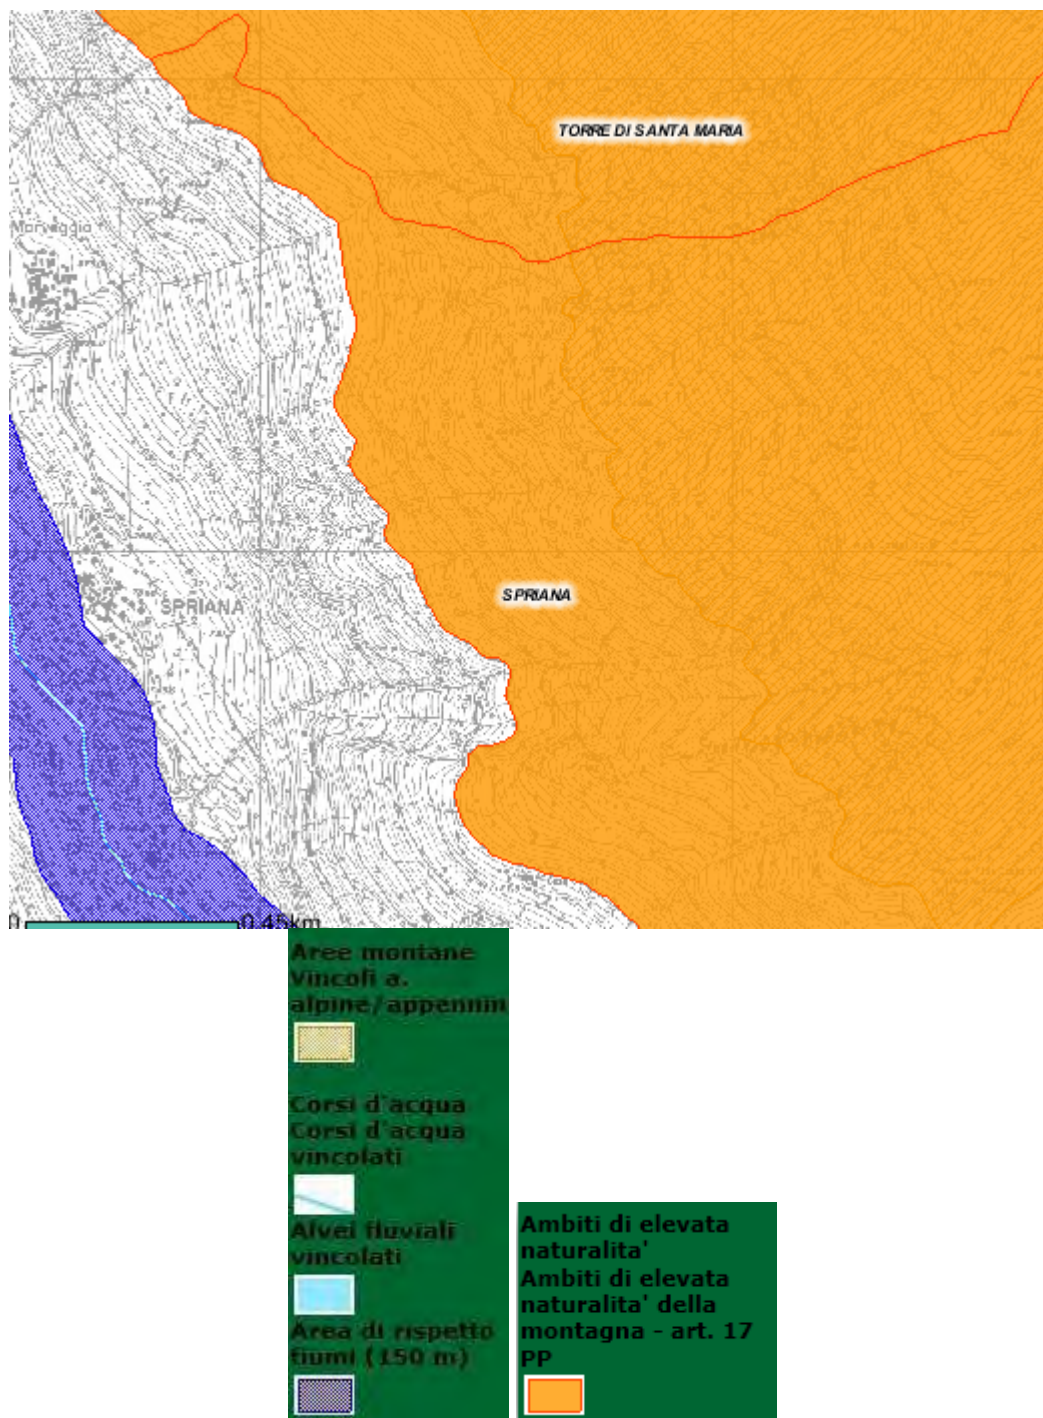 TORRE DI SANTA MARIA
Marveggia
SPRIANA
SPRIANA
0 0.45km
Aree montane
Vincoli a.
alpine/appennin
Corsi d'acqua
Corsi d'acqua
vincolati
Alvei fluviali
vincolati
Area di rispetto
fiumi (150 m)
Ambiti di elevata
naturalita'
Ambiti di elevata
naturalita' della
montagna - art. 17
PP